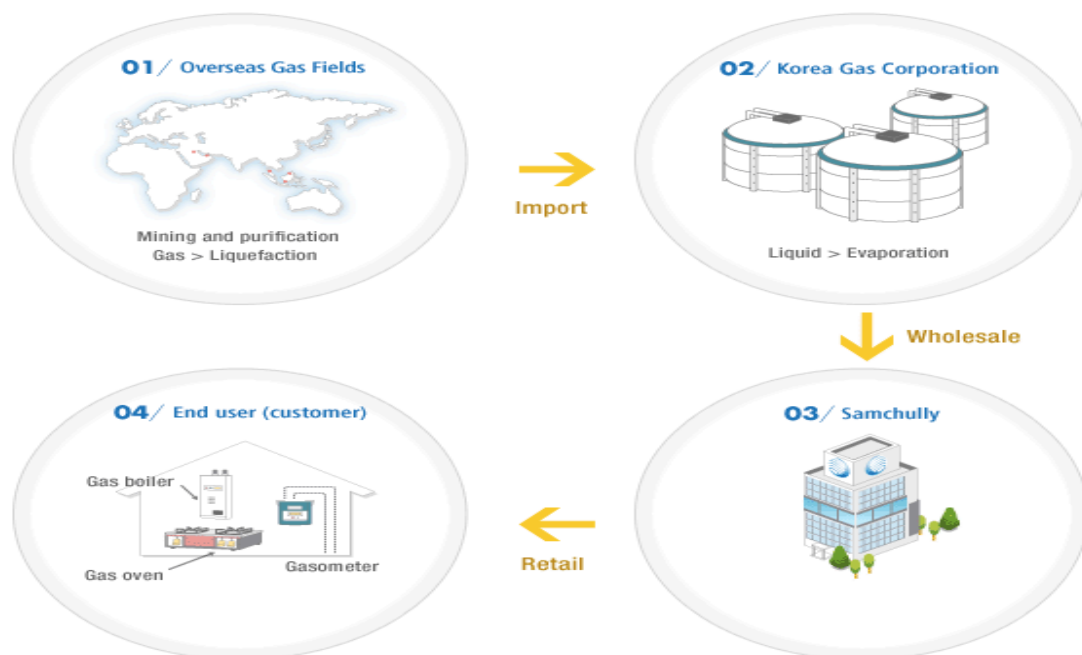 01/ Overseas Gas Fields
Mining and purification
Gas > Liquefaction
Import
02/ Korea Gas Corporation
Liquid > Evaporation
Wholesale
03/ Samchully
Retail
04/ End user (customer)
Gas boiler
Gas oven
Gasometer